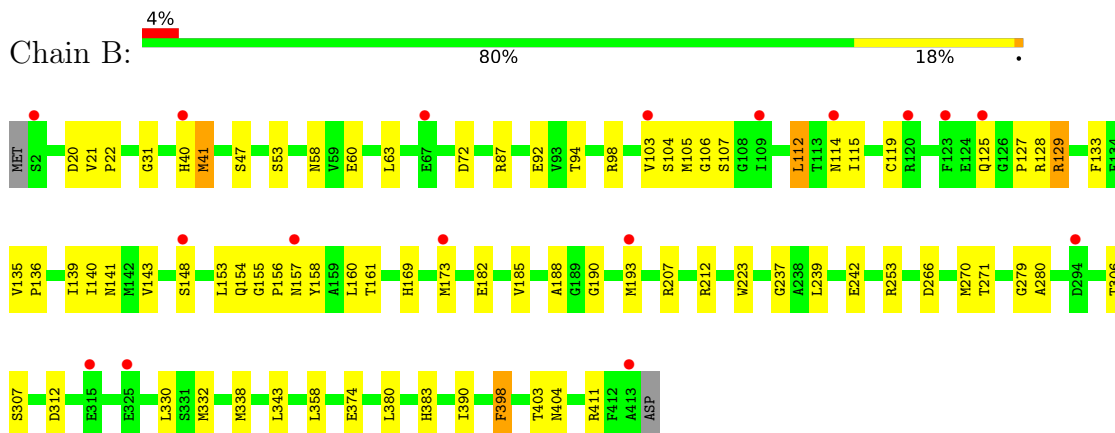 4%
Chain B:
80% 18% •
MET S2 D20 V21 P22 G31 H40 M41 S47 S53 N58 V59 E60 L63 E67 D72 R87 E92 V93 T94 R98 V103 S104 M105 G106 S107 G108 I109 L112 T113 N114 I115 C119 R120 F123 E124 Q125 G126 P127 R128 R129 F133 E134
V135 P136 I139 I140 N141 M142 V143 S148 L153 Q154 G155 P156 N157 Y158 A159 L160 T161 H169 M173 E182 V185 A188 G189 G190 M193 R207 R212 W223 G237 A238 L239 E242 R253 D266 M270 T271 G279 A280 D294 T306
S307 D312 E315 E325 L330 S331 M332 M338 L343 L358 E374 L380 H383 I390 F398 T403 N404 R411 F412 A413 ASP